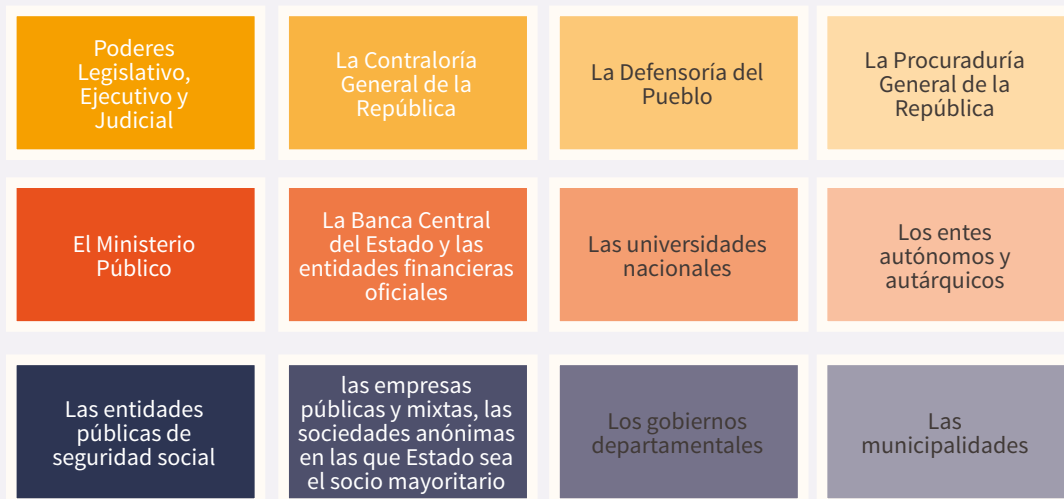 Poderes
Legislativo,
Ejecutivo y
Judicial
La Contraloría
General de la
República
La Defensoría del
Pueblo
La Procuraduría
General de la
República
El Ministerio
Público
La Banca Central
del Estado y las
entidades financieras
oficiales
Las universidades
nacionales
Los entes
autónomos y
autárquicos
Las entidades
públicas de
seguridad social
las empresas
públicas y mixtas, las
sociedades anónimas
en las que Estado sea
el socio mayoritario
Los gobiernos
departamentales
Las
municipalidades